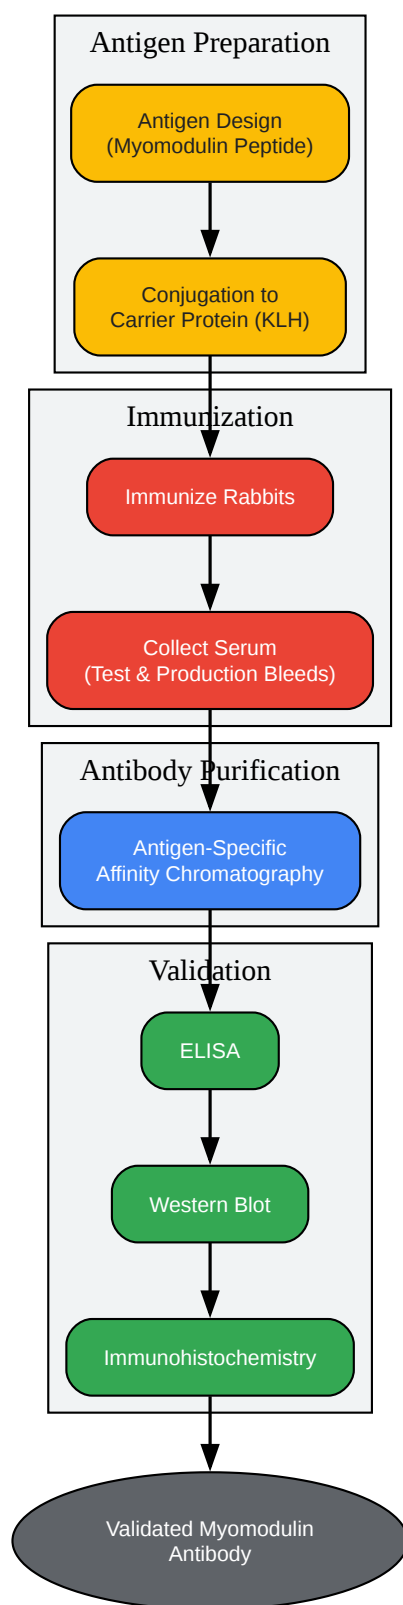 Antigen Preparation
Antigen Design
(Myomodulin Peptide)
Conjugation to
Carrier Protein (KLH)
Immunization
Immunize Rabbits
Collect Serum
(Test & Production Bleeds)
Antibody Purification
Antigen-Specific
Affinity Chromatography
Validation
ELISA
Western Blot
Immunohistochemistry
Validated Myomodulin
Antibody